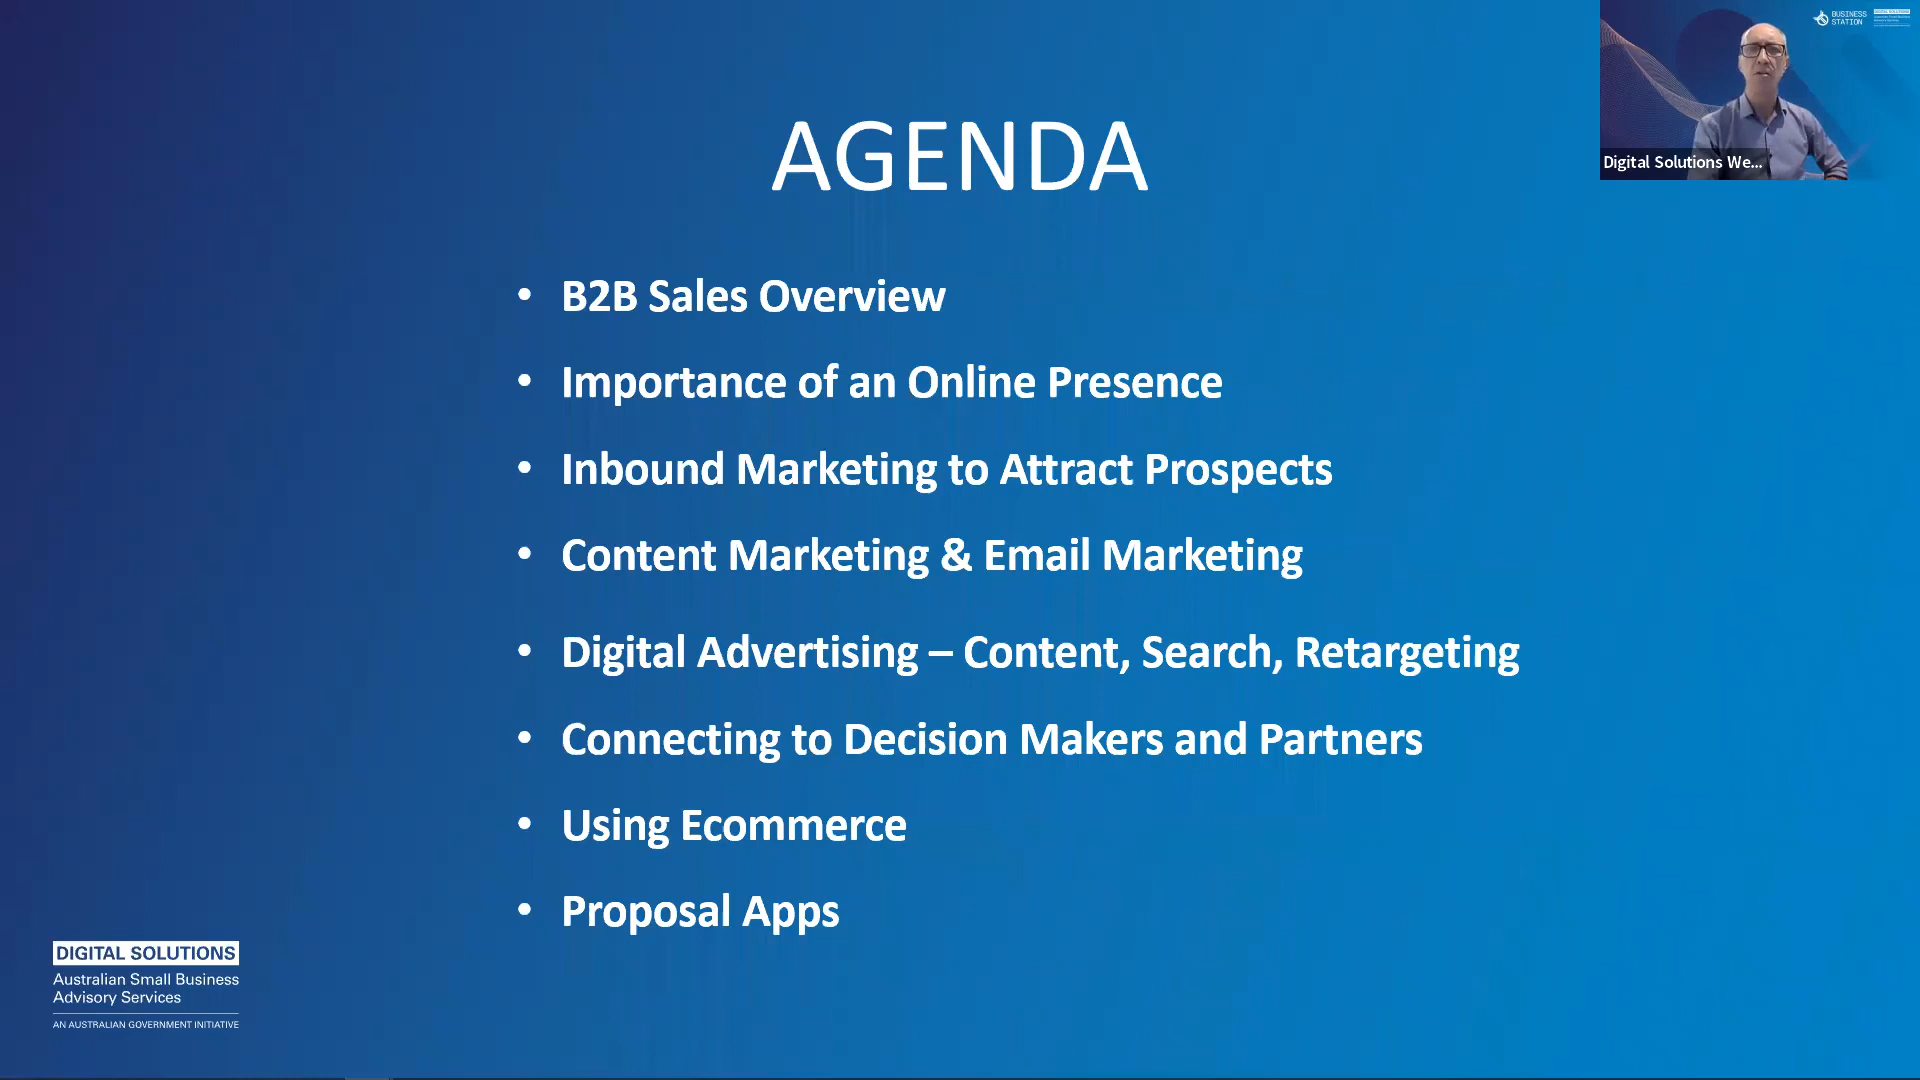 AGENDA
• B2B Sales Overview
• Importance of an Online Presence
• Inbound Marketing to Attract Prospects
• Content Marketing & Email Marketing
• Digital Advertising – Content, Search, Retargeting
• Connecting to Decision Makers and Partners
• Using Ecommerce
• Proposal Apps
DIGITAL SOLUTIONS
Australian Small Business
Advisory Services
AN AUSTRALIAN GOVERNMENT INITIATIVE
BUSINESS
STATION
DIGITAL SOLUTIONS
Digital Solutions We...